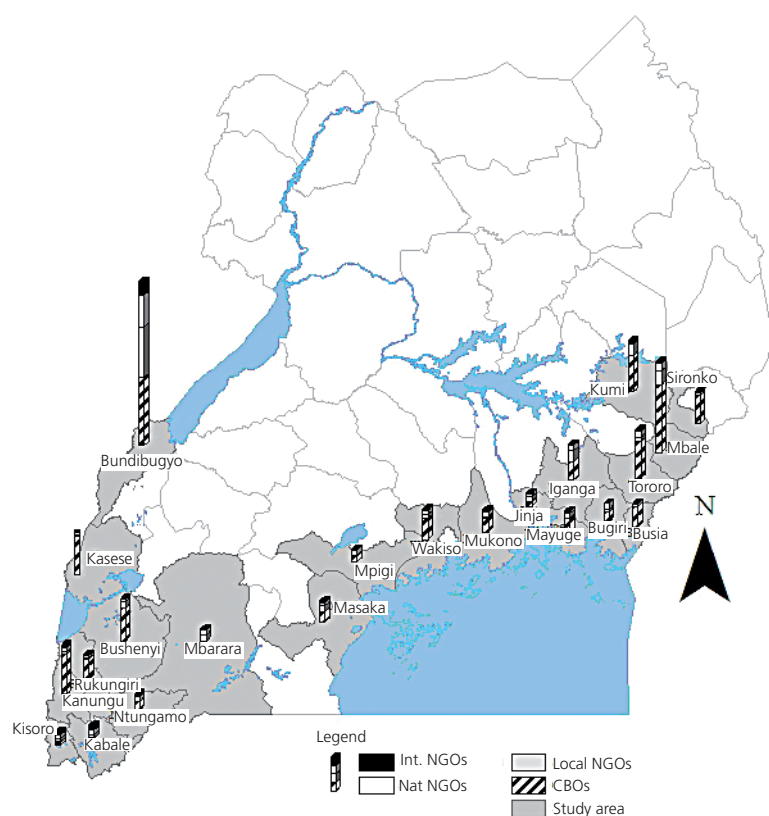 Kumi
Sironko
Mbale
Bundibugyo
Iganga
Tororo
N
Jinja
Bugiri
Kasese
Wakiso
Mukono
Mayuge
Busia
Mpigi
Masaka
Bushenyi
Mbarara
Rukungiri
Kanungu
Ntungamo
Kisoro
Kabale
Legend
Int. NGOs
Local NGOs
Nat NGOs
CBOs
Study area